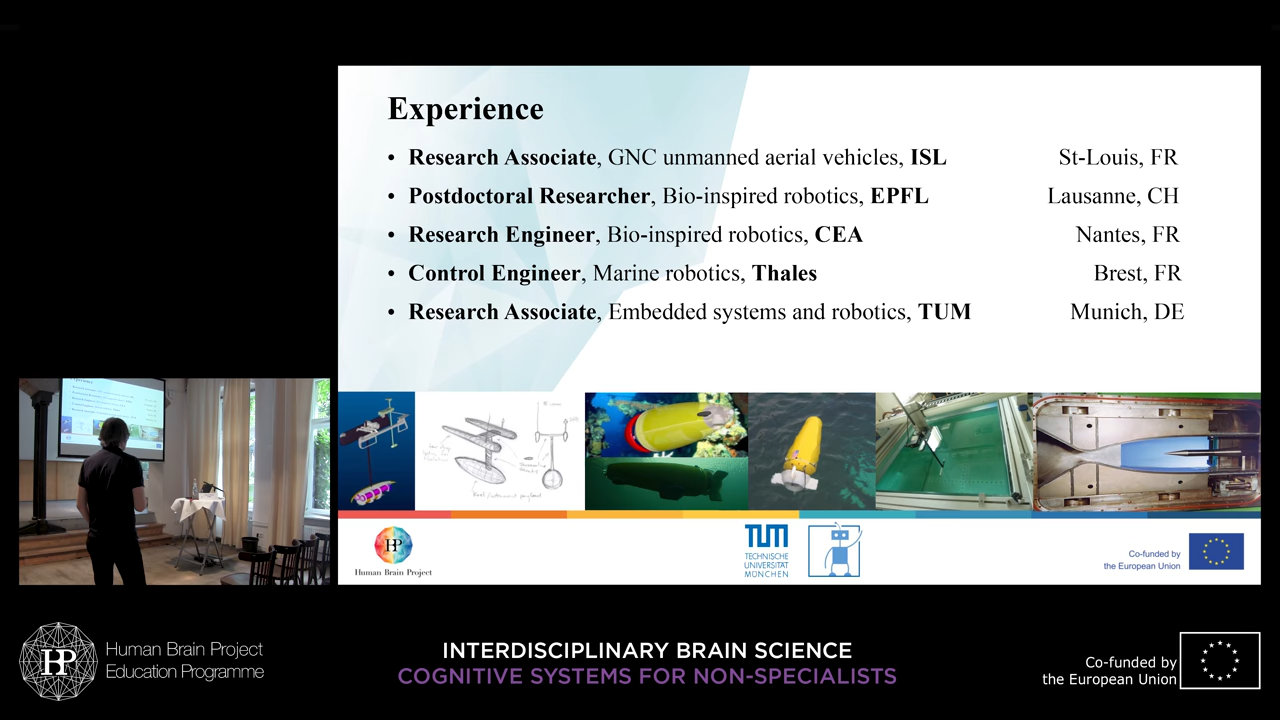 Experience
• Research Associate, GNC unmanned aerial vehicles, ISL St-Louis, FR
• Postdoctoral Researcher, Bio-inspired robotics, EPFL Lausanne, CH
• Research Engineer, Bio-inspired robotics, CEA Nantes, FR
• Control Engineer, Marine robotics, Thales Brest, FR
• Research Associate, Embedded systems and robotics, TUM Munich, DE
HP
Human Brain Project
TUM
TECHNISCHE
UNIVERSITÄT
MÜNCHEN
Co-funded by
the European Union
HP
Human Brain Project
Education Programme
INTERDISCIPLINARY BRAIN SCIENCE
COGNITIVE SYSTEMS FOR NON-SPECIALISTS
Co-funded by
the European Union